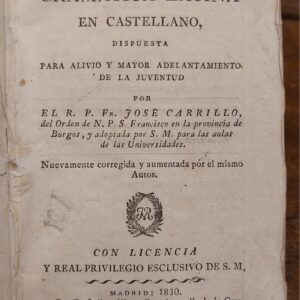 GRAMÁTICA LATINA
EN CASTELLANO,
DISPUESTA
PARA ALIVIO Y MAYOR ADELANTAMIENTO
DE LA JUVENTUD
POR
EL R. P. Fr. JOSÉ CARRILLO,
del Orden de N. P. S. Francisco en la provincia de
Burgos, y adoptada por S. M. para las aulas
de las Universidades.
Nuevamente corregida y aumentada por el mismo
Autor.
CON LICENCIA
Y REAL PRIVILEGIO ESCLUSIVO DE S. M.
MADRID: 1830.